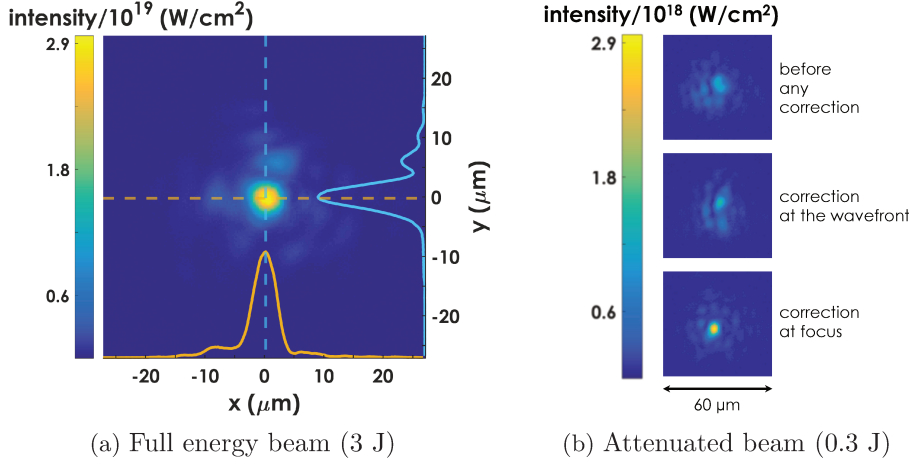 intensity/10^19 (W/cm^2)
2.9
1.8
0.6
20
10
0
-10
-20
y (μm)
-20 -10 0 10 20
x (μm)
(a) Full energy beam (3 J)
intensity/10^18 (W/cm^2)
2.9
1.8
0.6
before
any
correction
correction
at the wavefront
correction
at focus
60 μm
(b) Attenuated beam (0.3 J)